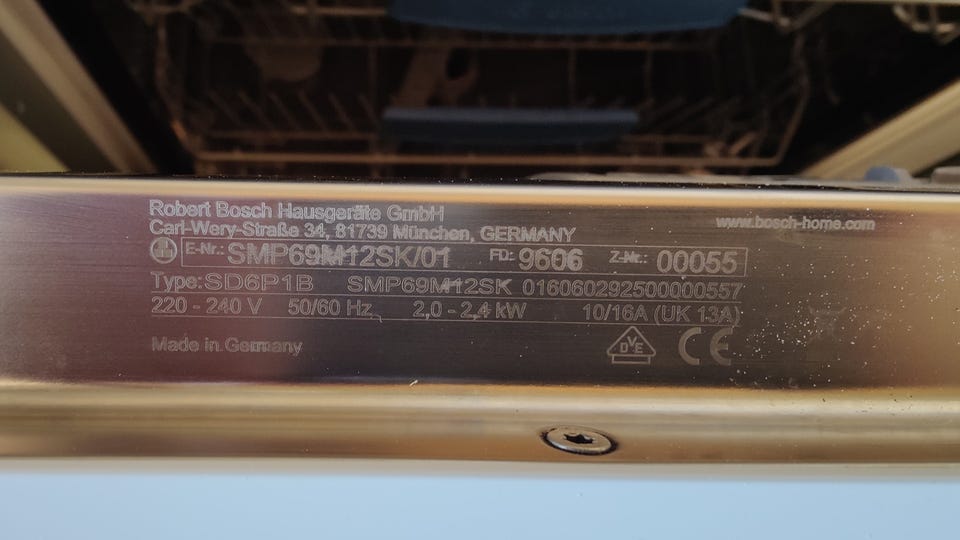 Robert Bosch Hausgeräte GmbH
Carl-Wery-Straße 34, 81739 München, GERMANY
www.bosch-home.com
E-Nr.: SMP69M12SK/01 FD: 9606 Z-Nr.: 00055
Type: SD6P1B SMP69M12SK 016060292500000557
220 - 240 V 50/60 Hz 2,0 - 2,4 kW 10/16A (UK 13A)
Made in Germany
DVE CE